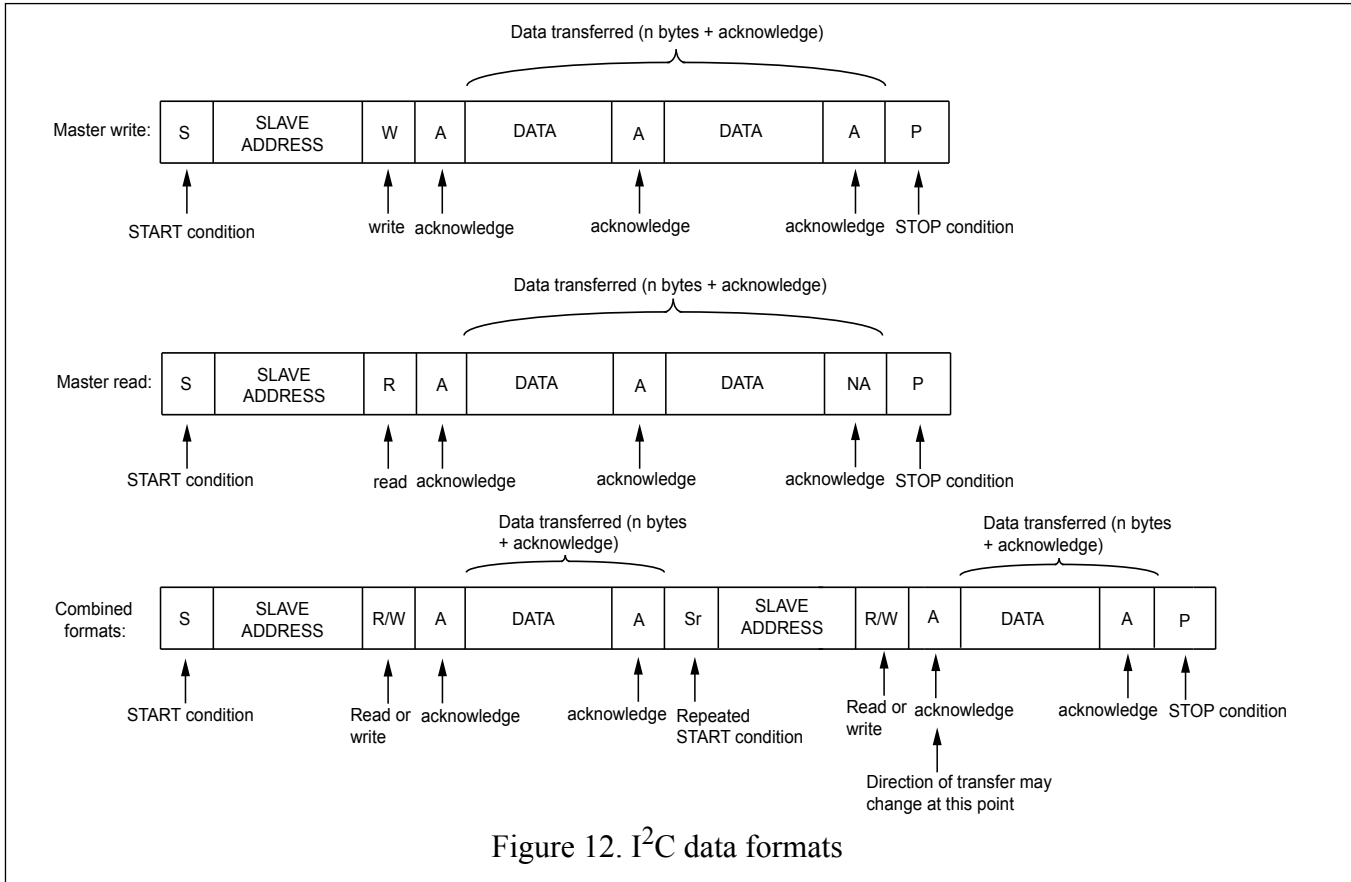 Data transferred (n bytes + acknowledge)
Master write: S SLAVE ADDRESS W A DATA A DATA A P
START condition write acknowledge acknowledge acknowledge STOP condition
Data transferred (n bytes + acknowledge)
Master read: S SLAVE ADDRESS R A DATA A DATA NA P
START condition read acknowledge acknowledge acknowledge STOP condition
Data transferred (n bytes
+ acknowledge)
Data transferred (n bytes
+ acknowledge)
Combined
formats:
S SLAVE ADDRESS R/W A DATA A Sr SLAVE ADDRESS R/W A DATA A P
START condition
Read or
write
acknowledge
acknowledge
Repeated
START condition
Read or
write
acknowledge
acknowledge
STOP condition
Direction of transfer may
change at this point
Figure 12. I²C data formats